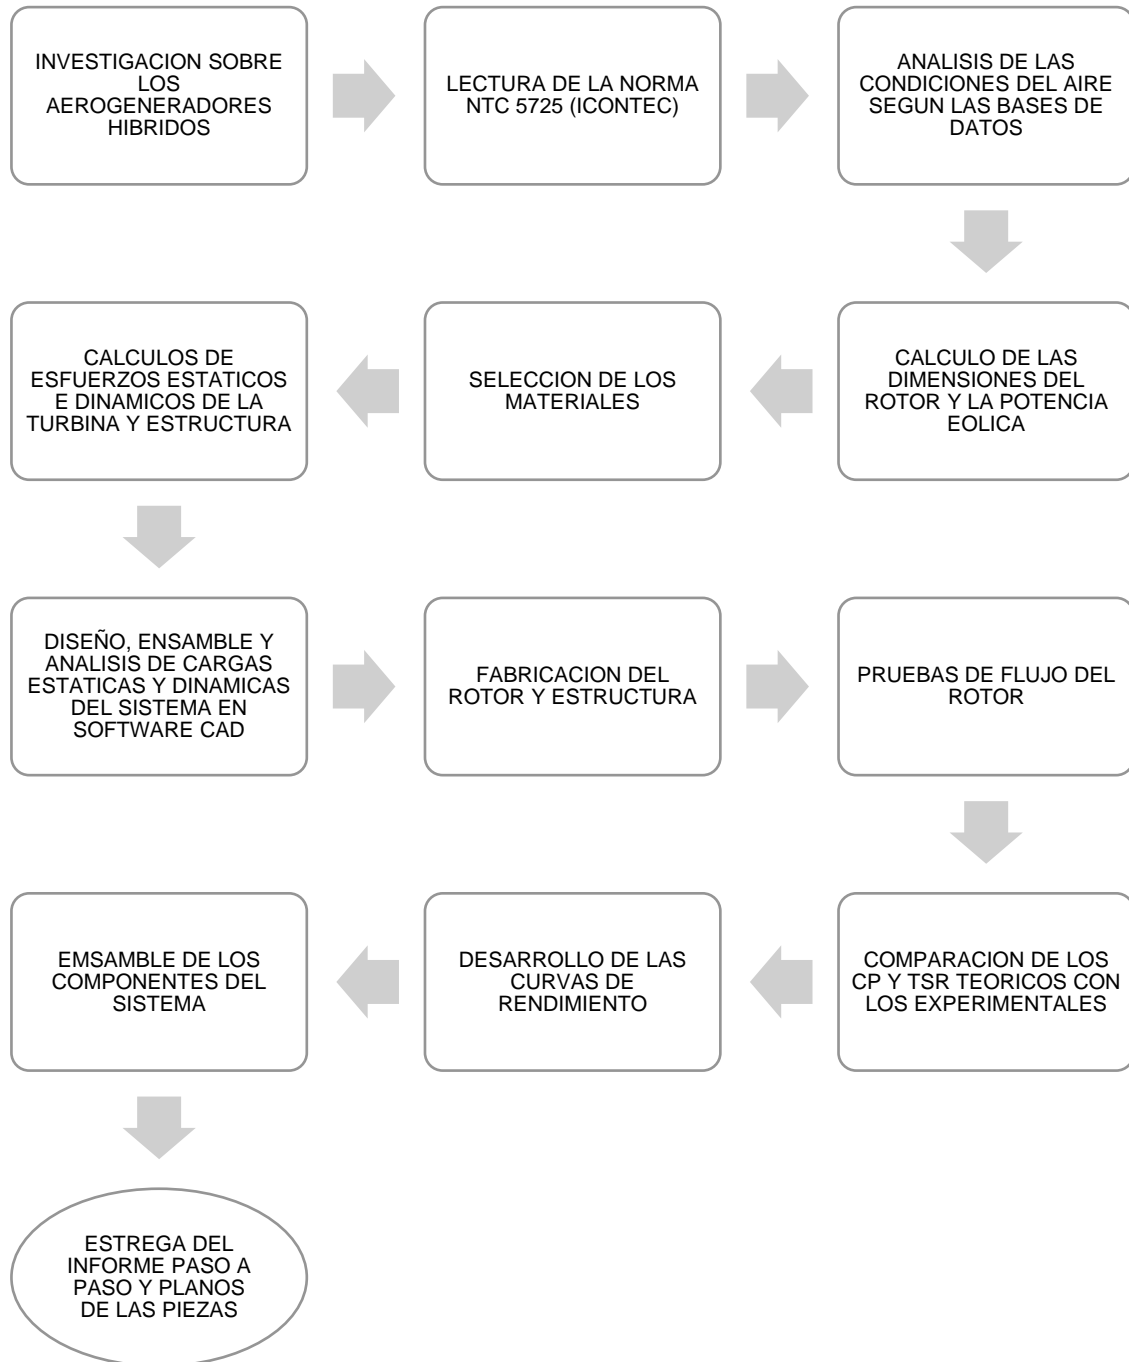 INVESTIGACION SOBRE
LOS
AEROGENERADORES
HIBRIDOS
LECTURA DE LA NORMA
NTC 5725 (ICONTEC)
ANALISIS DE LAS
CONDICIONES DEL AIRE
SEGUN LAS BASES DE
DATOS
CALCULO DE LAS
DIMENSIONES DEL
ROTOR Y LA POTENCIA
EOLICA
SELECCION DE LOS
MATERIALES
CALCULOS DE
ESFUERZOS ESTATICOS
E DINAMICOS DE LA
TURBINA Y ESTRUCTURA
DISEÑO, ENSAMBLE Y
ANALISIS DE CARGAS
ESTATICAS Y DINAMICAS
DEL SISTEMA EN
SOFTWARE CAD
FABRICACION DEL
ROTOR Y ESTRUCTURA
PRUEBAS DE FLUJO DEL
ROTOR
COMPARACION DE LOS
CP Y TSR TEORICOS CON
LOS EXPERIMENTALES
DESARROLLO DE LAS
CURVAS DE
RENDIMIENTO
EMSAMBLE DE LOS
COMPONENTES DEL
SISTEMA
ESTREGA DEL
INFORME PASO A
PASO Y PLANOS
DE LAS PIEZAS